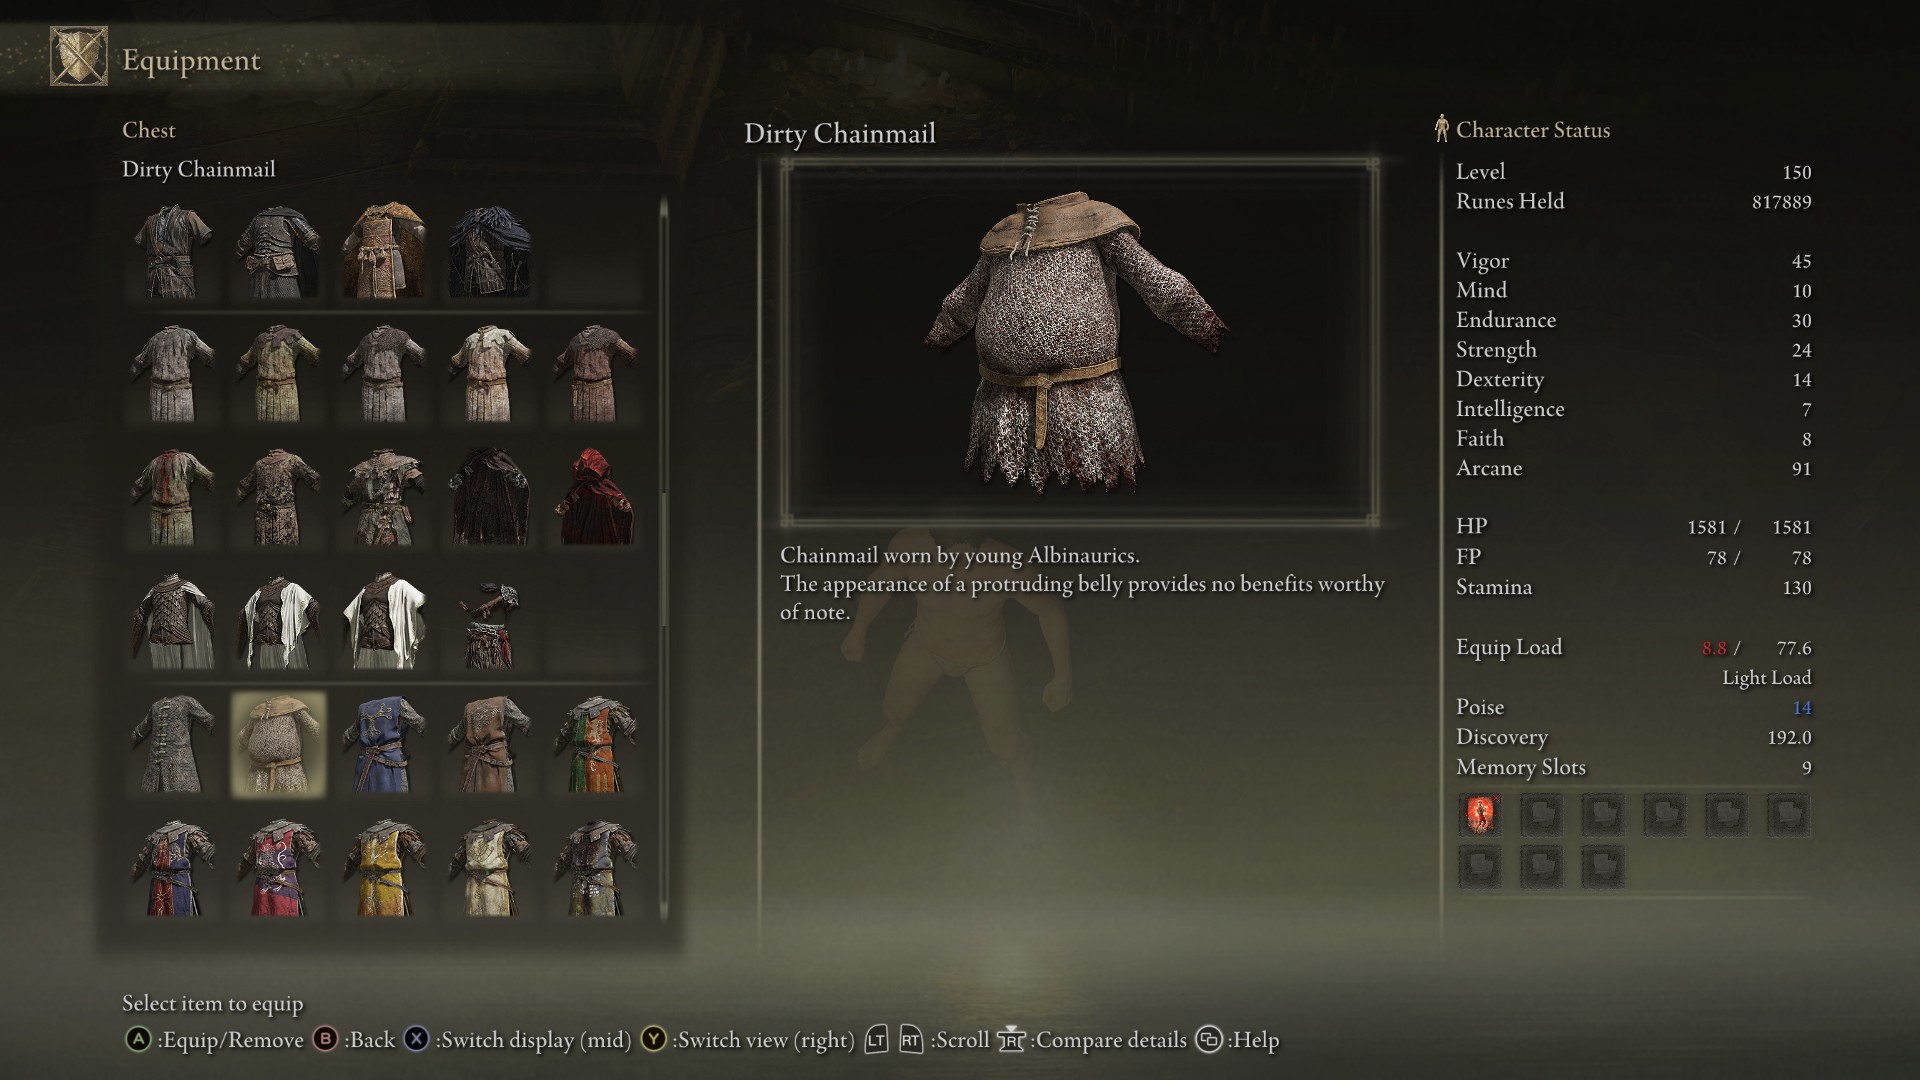 Equipment
Chest
Dirty Chainmail
Dirty Chainmail
Chainmail worn by young Albinaurics.
The appearance of a protruding belly provides no benefits worthy
of note.
Character Status
Level 150
Runes Held 817889
Vigor 45
Mind 10
Endurance 30
Strength 24
Dexterity 14
Intelligence 7
Faith 8
Arcane 91
HP 1581 / 1581
FP 78 / 78
Stamina 130
Equip Load 8.8 / 77.6
Light Load
Poise 14
Discovery 192.0
Memory Slots 9
Select item to equip
A :Equip/Remove B :Back X :Switch display (mid) Y :Switch view (right) LT RT :Scroll R :Compare details :Help